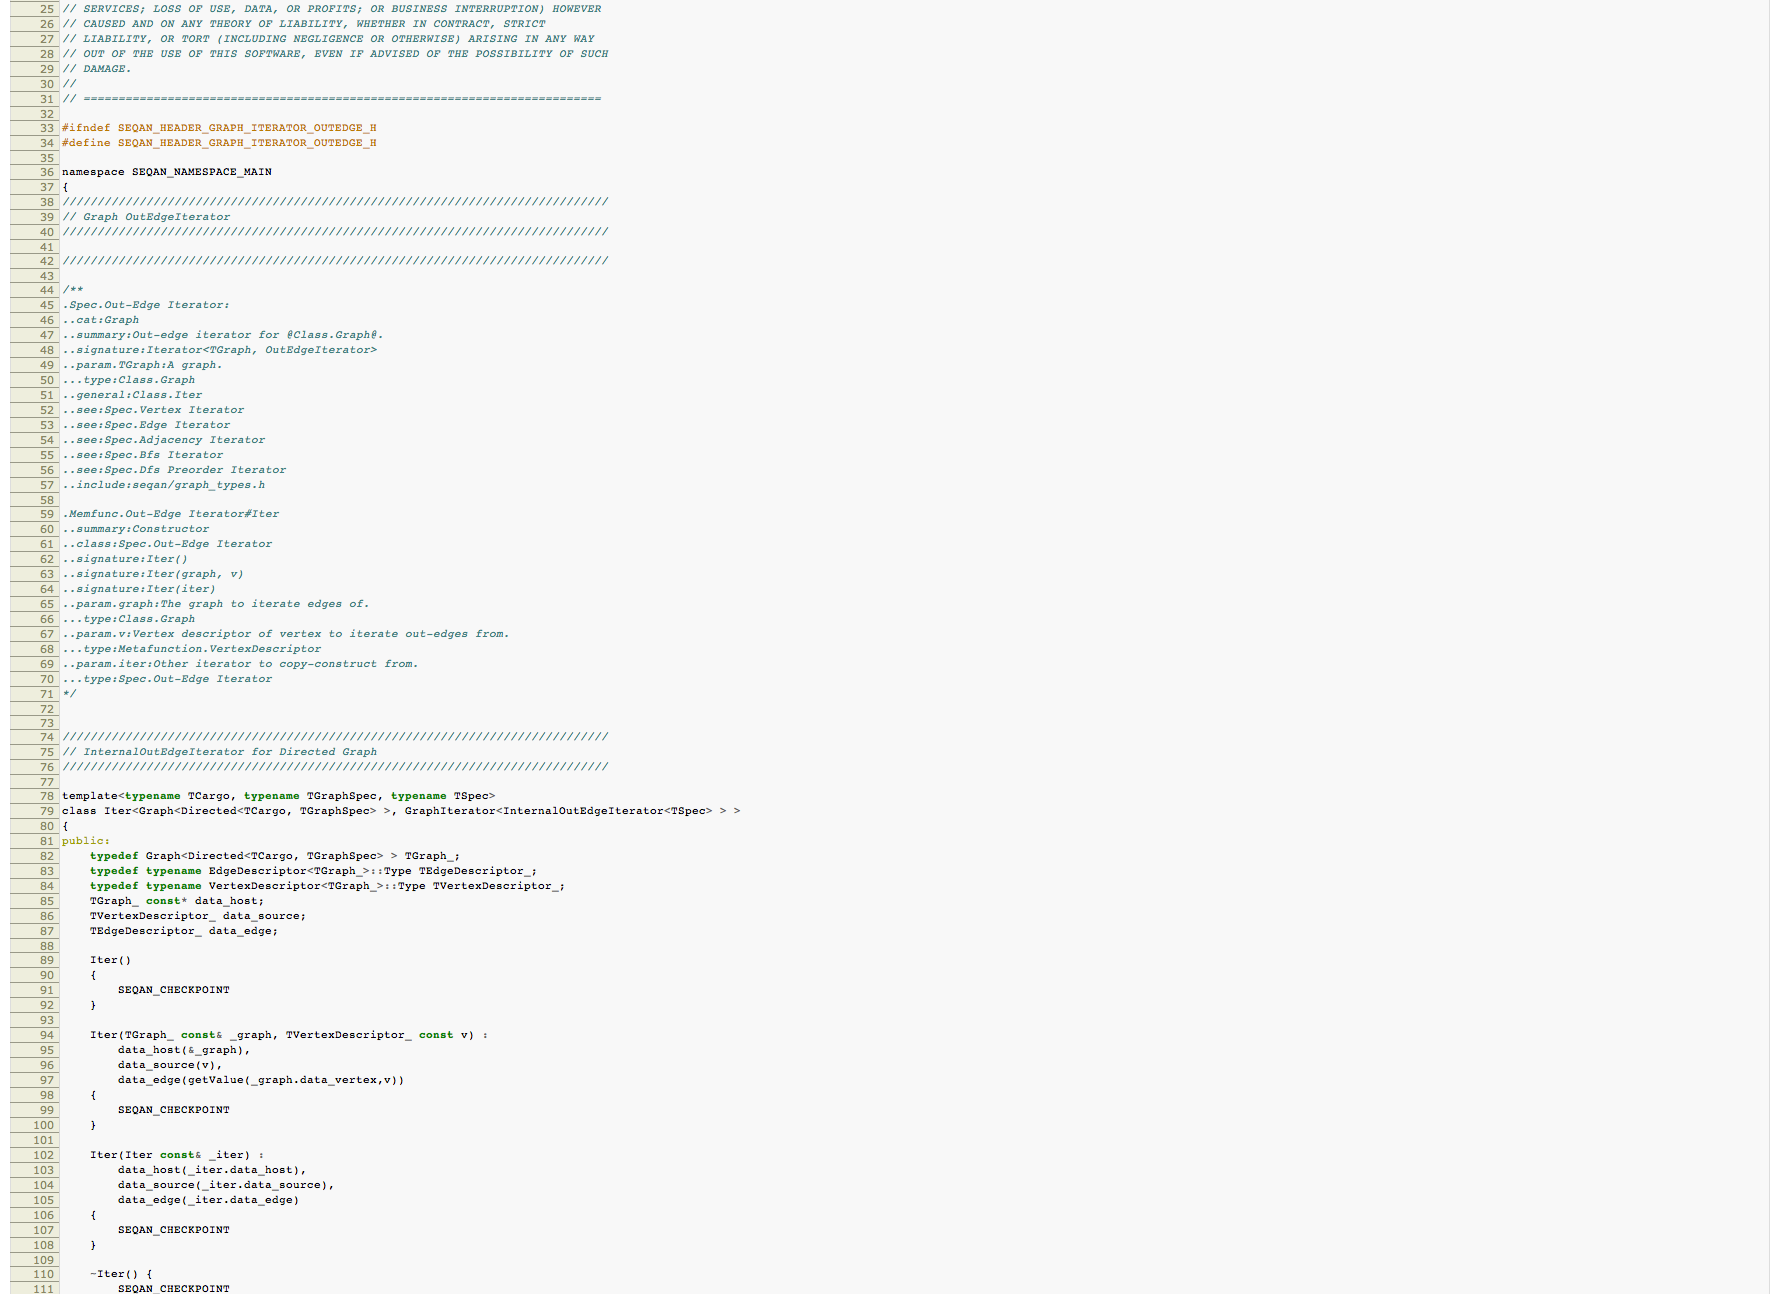 25 // SERVICES; LOSS OF USE, DATA, OR PROFITS; OR BUSINESS INTERRUPTION) HOWEVER
26 // CAUSED AND ON ANY THEORY OF LIABILITY, WHETHER IN CONTRACT, STRICT
27 // LIABILITY, OR TORT (INCLUDING NEGLIGENCE OR OTHERWISE) ARISING IN ANY WAY
28 // OUT OF THE USE OF THIS SOFTWARE, EVEN IF ADVISED OF THE POSSIBILITY OF SUCH
29 // DAMAGE.
30 //
31 // ==========================================================================
32
33 #ifndef SEQAN_HEADER_GRAPH_ITERATOR_OUTEDGE_H
34 #define SEQAN_HEADER_GRAPH_ITERATOR_OUTEDGE_H
35
36 namespace SEQAN_NAMESPACE_MAIN
37 {
38 //////////////////////////////////////////////////////////////////////////////
39 // Graph OutEdgeIterator
40 //////////////////////////////////////////////////////////////////////////////
41
42 //////////////////////////////////////////////////////////////////////////////
43
44 /**
45 .Spec.Out-Edge Iterator:
46 ..cat:Graph
47 ..summary:Out-edge iterator for @Class.Graph@.
48 ..signature:Iterator<TGraph, OutEdgeIterator>
49 ..param.TGraph:A graph.
50 ...type:Class.Graph
51 ..general:Class.Iter
52 ..see:Spec.Vertex Iterator
53 ..see:Spec.Edge Iterator
54 ..see:Spec.Adjacency Iterator
55 ..see:Spec.Bfs Iterator
56 ..see:Spec.Dfs Preorder Iterator
57 ..include:seqan/graph_types.h
58
59 .Memfunc.Out-Edge Iterator#Iter
60 ..summary:Constructor
61 ..class:Spec.Out-Edge Iterator
62 ..signature:Iter()
63 ..signature:Iter(graph, v)
64 ..signature:Iter(iter)
65 ..param.graph:The graph to iterate edges of.
66 ...type:Class.Graph
67 ..param.v:Vertex descriptor of vertex to iterate out-edges from.
68 ...type:Metafunction.VertexDescriptor
69 ..param.iter:Other iterator to copy-construct from.
70 ...type:Spec.Out-Edge Iterator
71 */
72
73
74 //////////////////////////////////////////////////////////////////////////////
75 // InternalOutEdgeIterator for Directed Graph
76 //////////////////////////////////////////////////////////////////////////////
77
78 template<typename TCargo, typename TGraphSpec, typename TSpec>
79 class Iter<Graph<Directed<TCargo, TGraphSpec> >, GraphIterator<InternalOutEdgeIterator<TSpec> > >
80 {
81 public:
82     typedef Graph<Directed<TCargo, TGraphSpec> > TGraph_;
83     typedef typename EdgeDescriptor<TGraph_>::Type TEdgeDescriptor_;
84     typedef typename VertexDescriptor<TGraph_>::Type TVertexDescriptor_;
85     TGraph_ const* data_host;
86     TVertexDescriptor_ data_source;
87     TEdgeDescriptor_ data_edge;
88
89     Iter()
90     {
91         SEQAN_CHECKPOINT
92     }
93
94     Iter(TGraph_ const& _graph, TVertexDescriptor_ const v) :
95         data_host(&_graph),
96         data_source(v),
97         data_edge(getValue(_graph.data_vertex,v))
98     {
99         SEQAN_CHECKPOINT
100     }
101
102     Iter(Iter const& _iter) :
103         data_host(_iter.data_host),
104         data_source(_iter.data_source),
105         data_edge(_iter.data_edge)
106     {
107         SEQAN_CHECKPOINT
108     }
109
110     ~Iter() {
111         SEQAN_CHECKPOINT